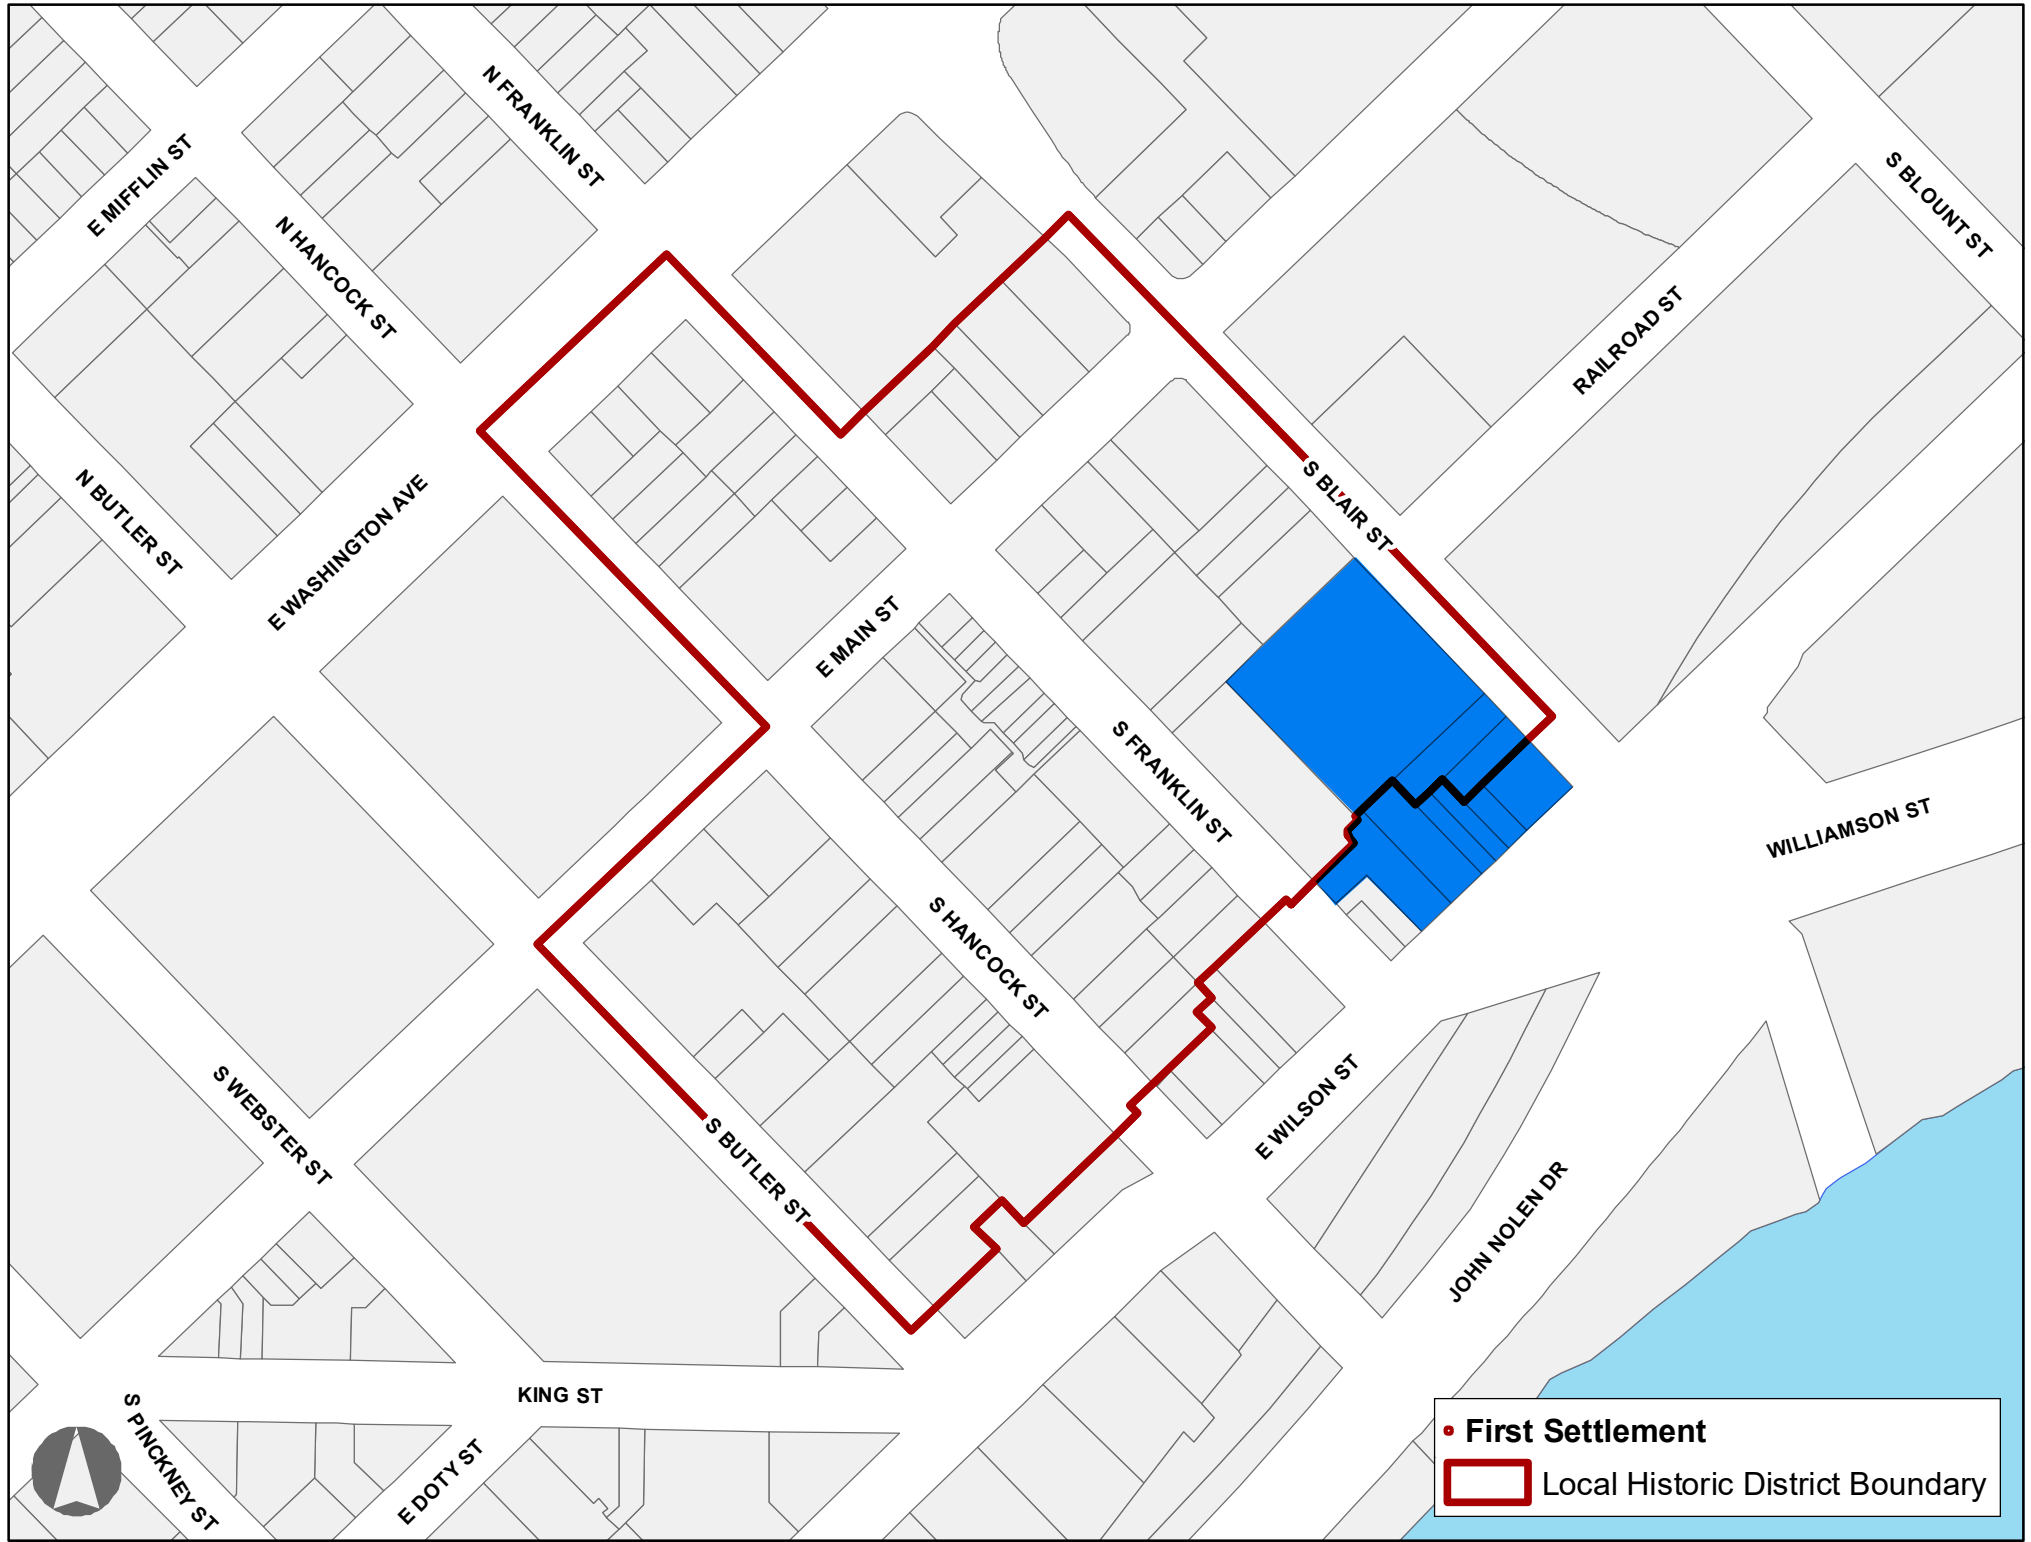 N FRANKLIN ST
E MIFFLIN ST
S BLOUNT ST
N HANCOCK ST
RAILROAD ST
N BUTLER ST
E WASHINGTON AVE
S BLAIR ST
E MAIN ST
S FRANKLIN ST
WILLIAMSON ST
S HANCOCK ST
S WEBSTER ST
E WILSON ST
S BUTLER ST
JOHN NOLEN DR
KING ST
S PINCKNEY ST
E DOTY ST
First Settlement
Local Historic District Boundary